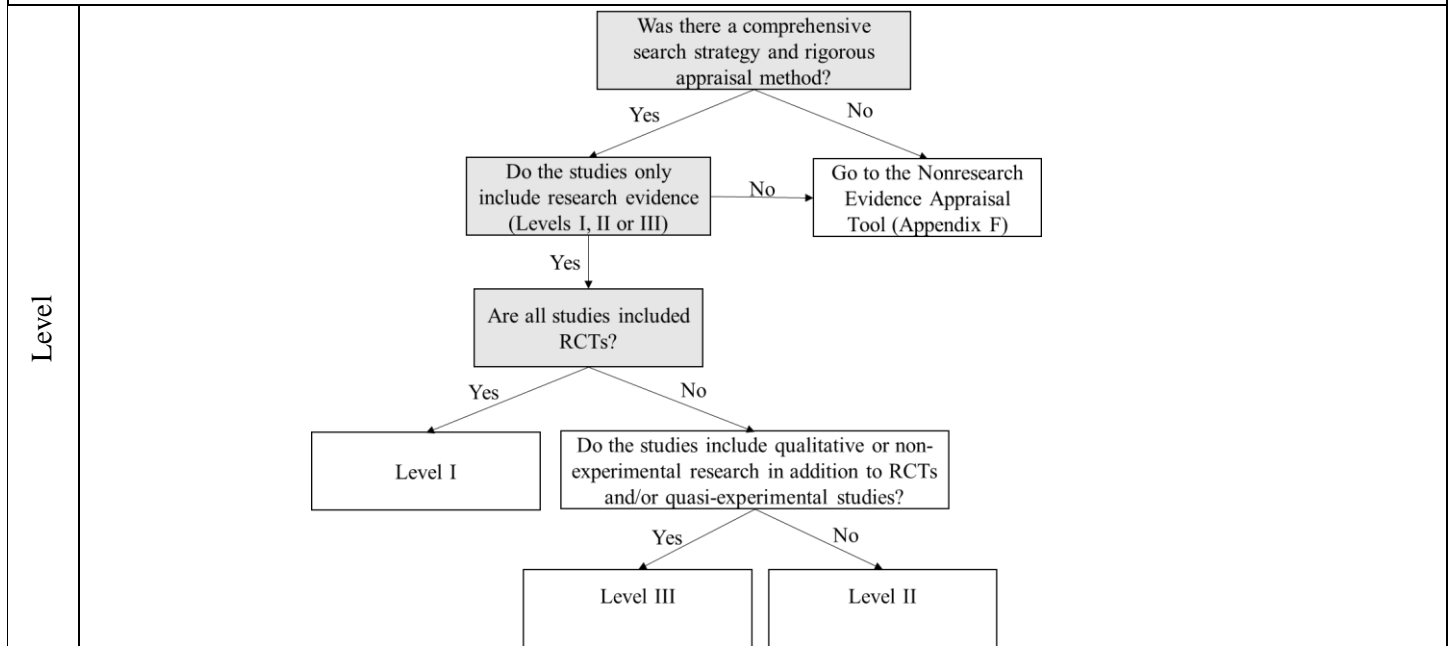 Was there a comprehensive
search strategy and rigorous
appraisal method?
Yes
No
Do the studies only
include research evidence
(Levels I, II or III)
No
Go to the Nonresearch
Evidence Appraisal
Tool (Appendix F)
Yes
Level
Are all studies included
RCTs?
Yes
No
Level I
Do the studies include qualitative or non-
experimental research in addition to RCTs
and/or quasi-experimental studies?
Yes
No
Level III
Level II